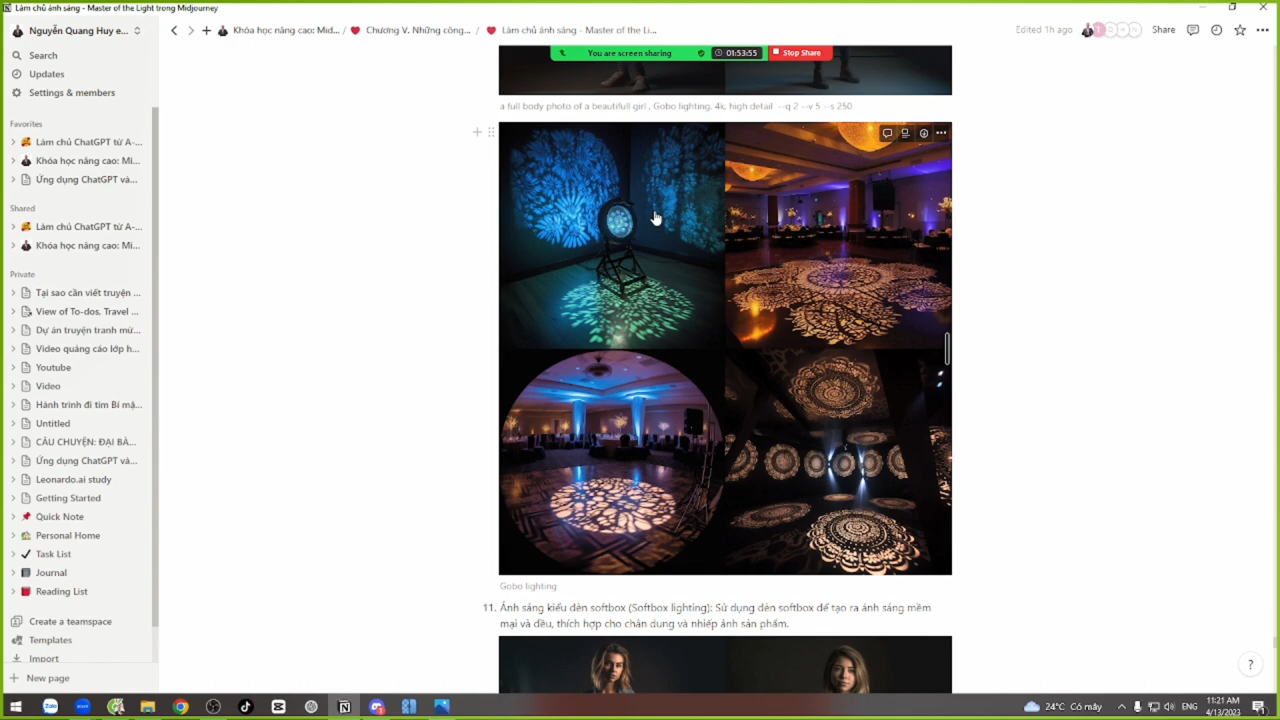 Làm chủ ánh sáng - Master of the Light trong Midjourney
Nguyễn Quang Huy e...
Khóa học nâng cao: Mid... / Chương V. Những công... / Làm chủ ánh sáng - Master of the Li...
Edited 1h ago
Share
Search
Updates
Settings & members
You are screen sharing
01:53:55
Stop Share
a full body photo of a beautifull girl , Gobo lighting, 4k, high detail --q 2 --v 5 --s 250
Favorites
Làm chủ ChatGPT từ A-...
Khóa học nâng cao: Mi...
Ứng dụng ChatGPT và...
Shared
Làm chủ ChatGPT từ A-...
Khóa học nâng cao: Mi...
Private
Tại sao cần viết truyện ...
View of To-dos, Travel ...
Dự án truyện tranh mù...
Video quảng cáo lớp h...
Youtube
Video
Hành trình đi tìm Bí mậ...
Untitled
CÂU CHUYỆN: ĐẠI BÀ...
Ứng dụng ChatGPT và...
Leonardo.ai study
Getting Started
Quick Note
Personal Home
Task List
Journal
Reading List
Create a teamspace
Templates
Import
New page
Gobo lighting
11. Ánh sáng kiểu đèn softbox (Softbox lighting): Sử dụng đèn softbox để tạo ra ánh sáng mềm
mại và đều, thích hợp cho chân dung và nhiếp ảnh sản phẩm.
?
Zalo
zoom
24°C Có mây
ENG
11:21 AM
4/13/2023